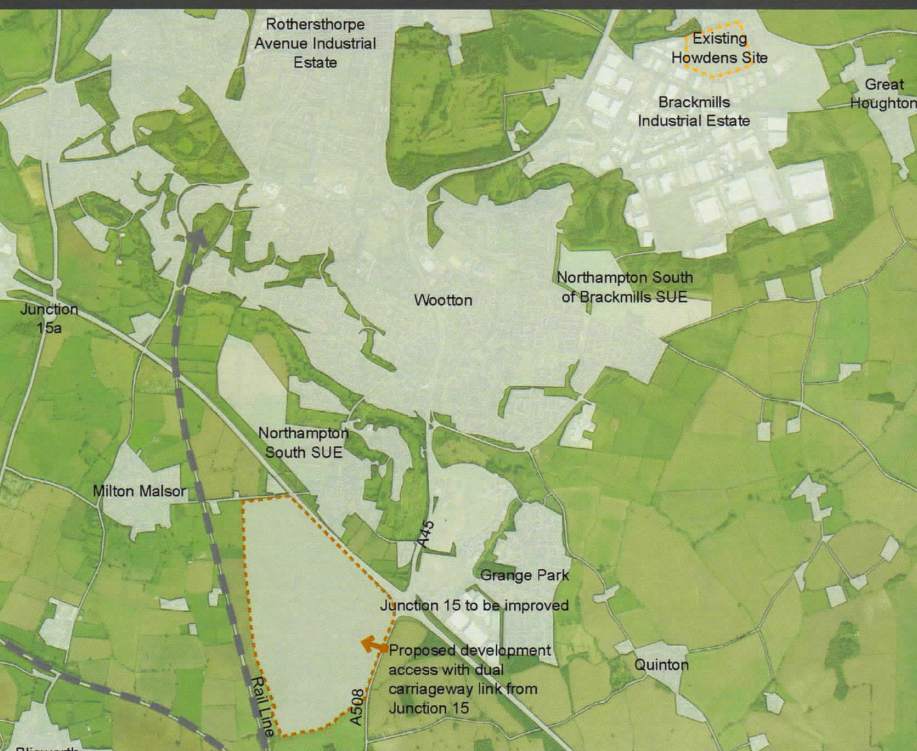 Rothersthorpe
Avenue Industrial
Estate
Existing
Howdens Site
Great
Houghton
Brackmills
Industrial Estate
Northampton South
of Brackmills SUE
Wootton
Junction
15a
Northampton
South SUE
Milton Malsor
A45
Grange Park
Junction 15 to be improved
Proposed development
access with dual
carriageway link from
Junction 15
Quinton
Rail Line
A508